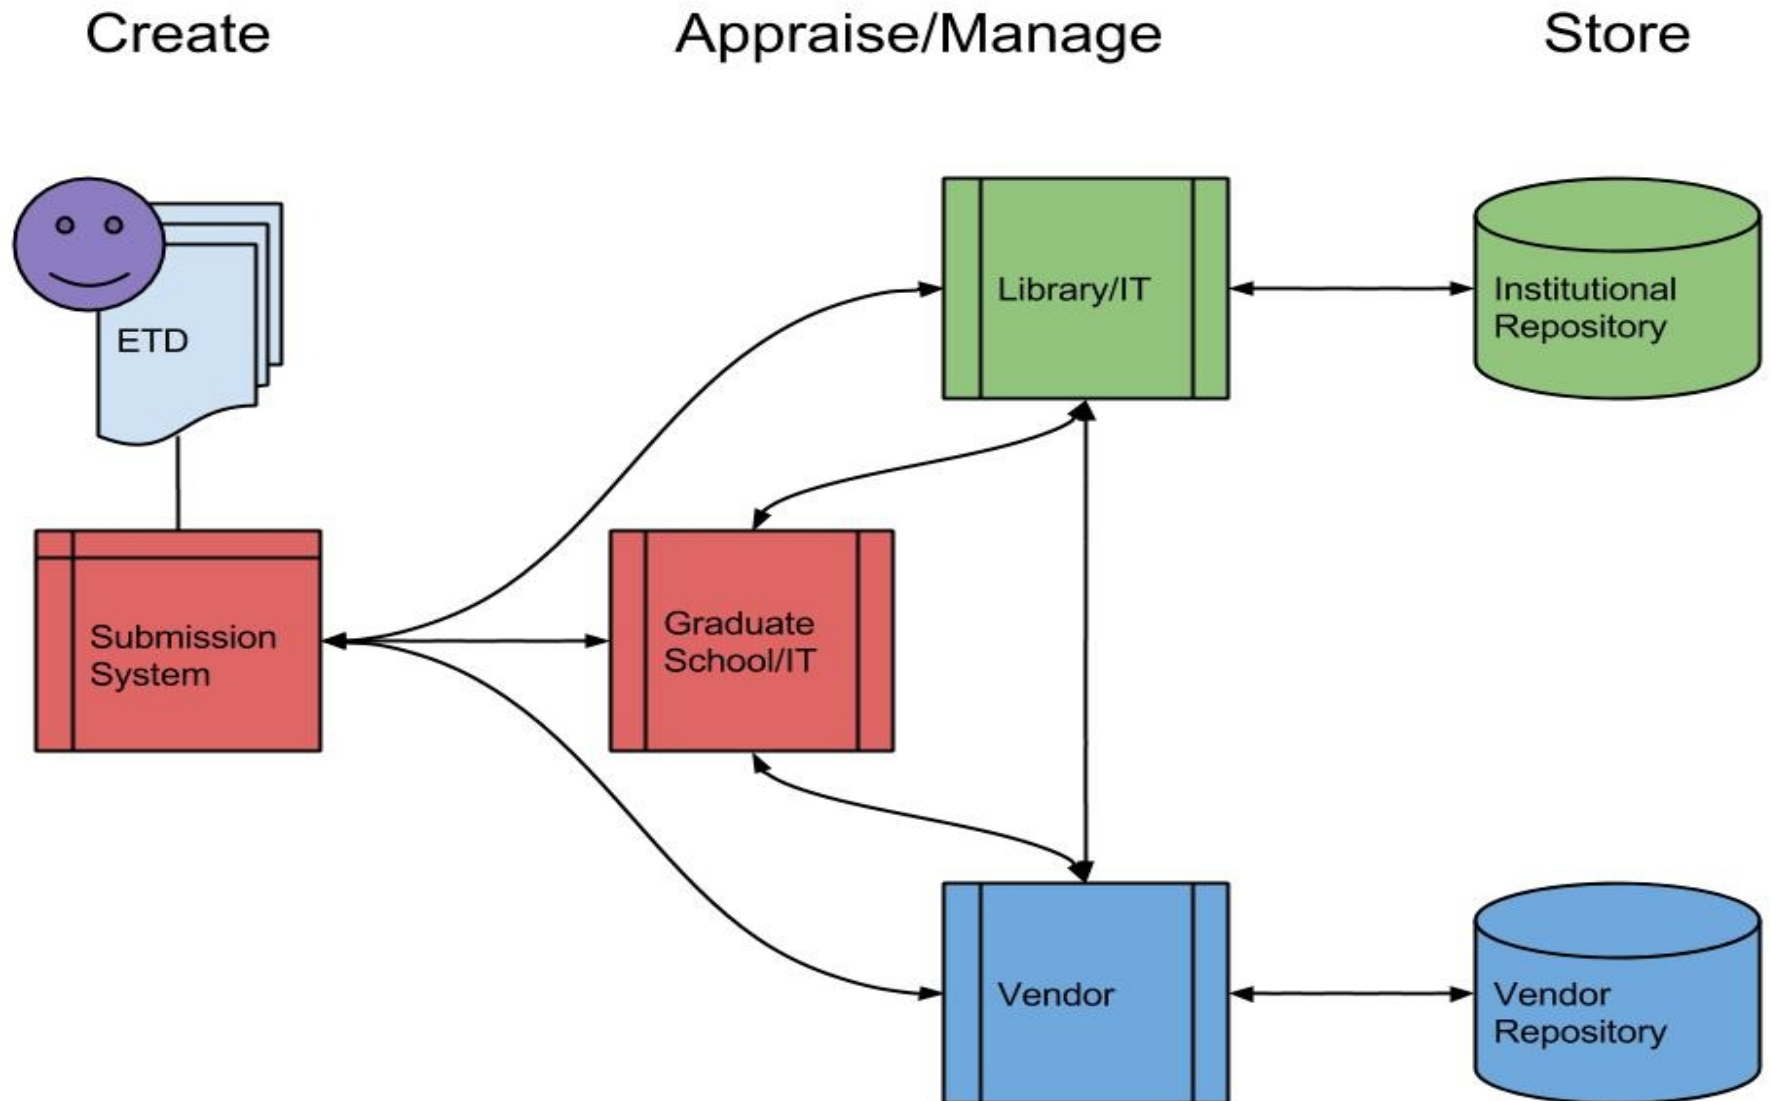 Create
Appraise/Manage
Store
ETD
Library/IT
Institutional
Repository
Submission
System
Graduate
School/IT
Vendor
Vendor
Repository